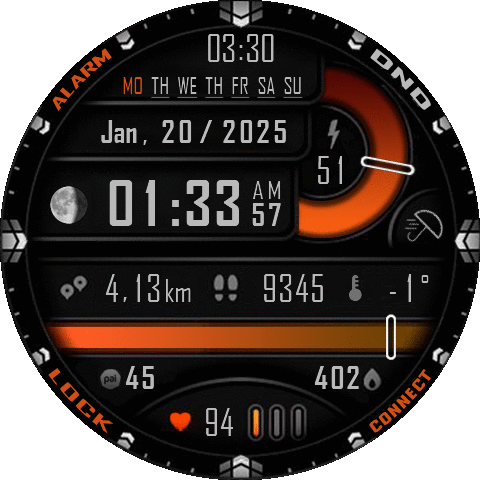 03:30
ALARM
DND
MO TH WE TH FR SA SU
Jan, 20/2025
51
01:33 AM 57
4,13km 9345 -1°
pai 45 402
LOCK
CONNECT
94